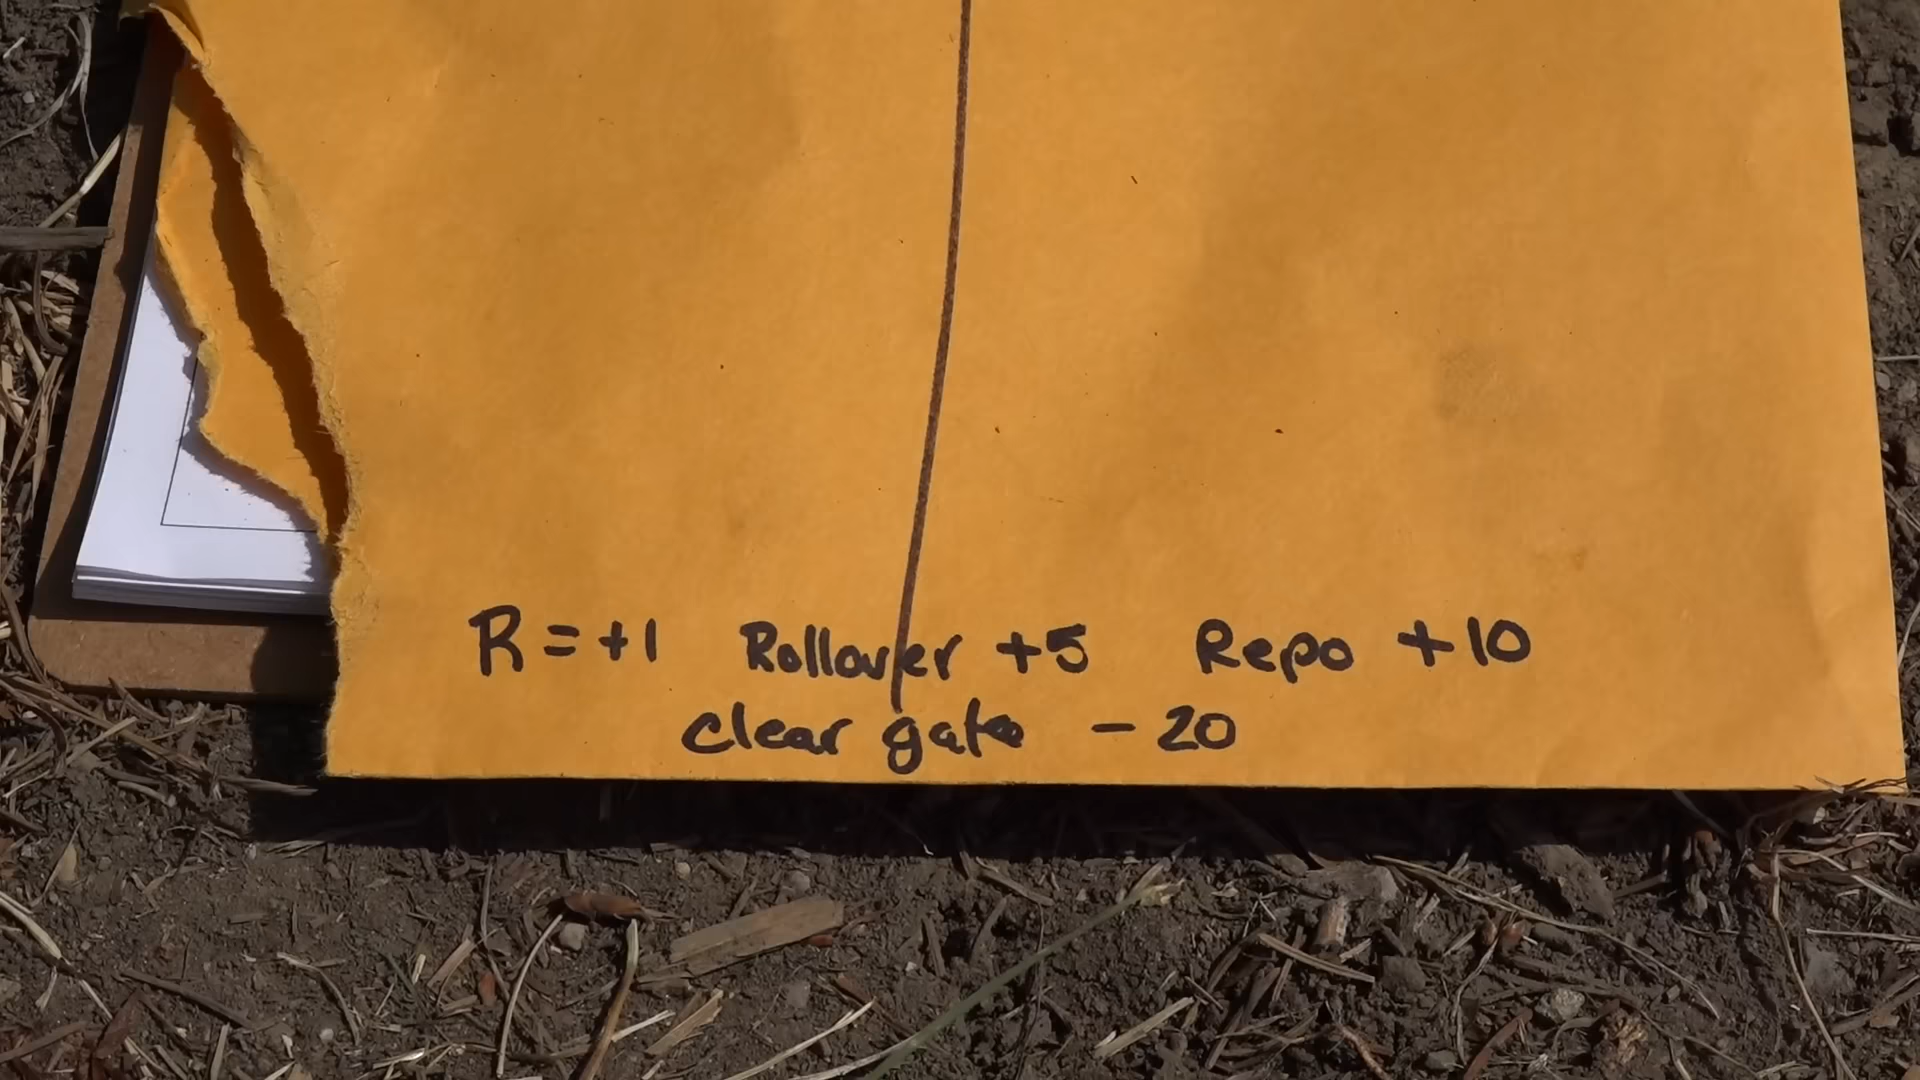 R = +1 Rollover +5 Repo +10
clear gate - 20